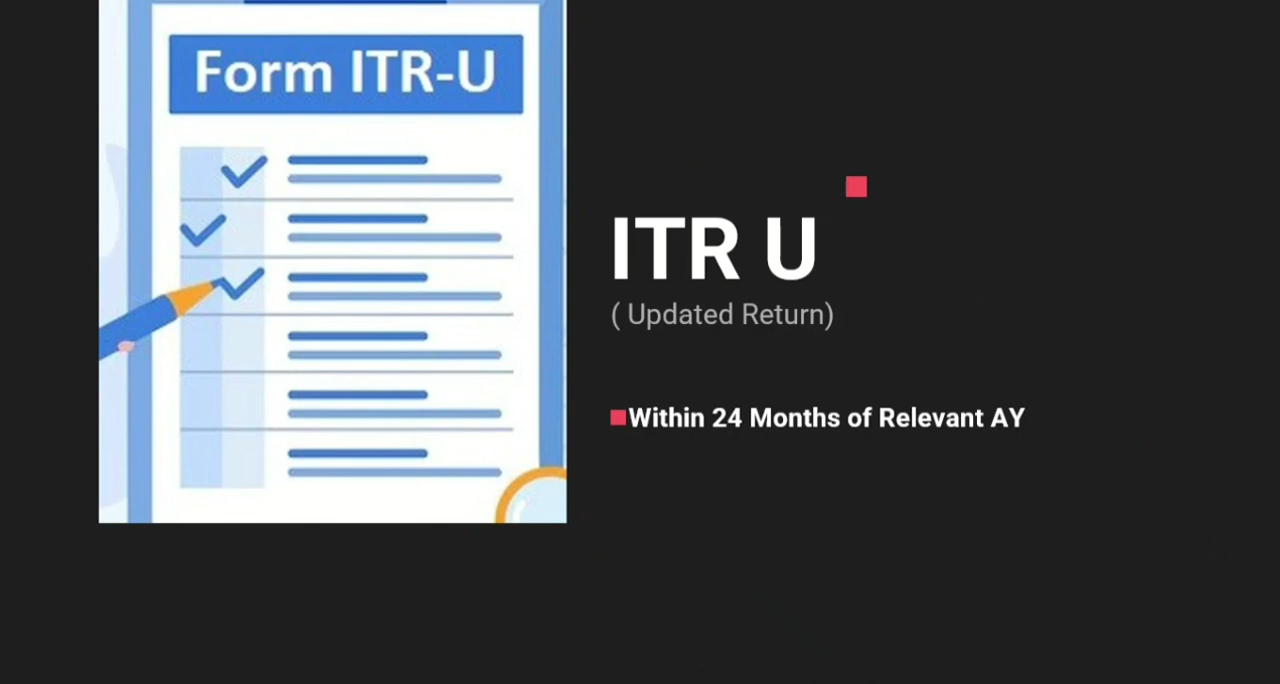 Form ITR-U
ITR U
( Updated Return)
Within 24 Months of Relevant AY